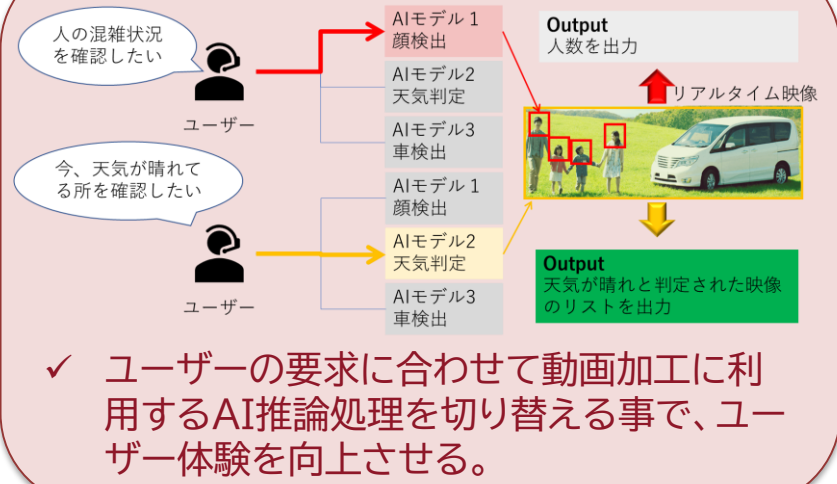 人の混雑状況
を確認したい
ユーザー
AIモデル１
顔検出
AIモデル2
天気判定
AIモデル3
車検出
Output
人数を出力
リアルタイム映像
今、天気が晴れて
る所を確認したい
ユーザー
AIモデル１
顔検出
AIモデル2
天気判定
AIモデル3
車検出
Output
天気が晴れと判定された映像
のリストを出力
✓ ユーザーの要求に合わせて動画加工に利
用するAI推論処理を切り替える事で、ユー
ザー体験を向上させる。